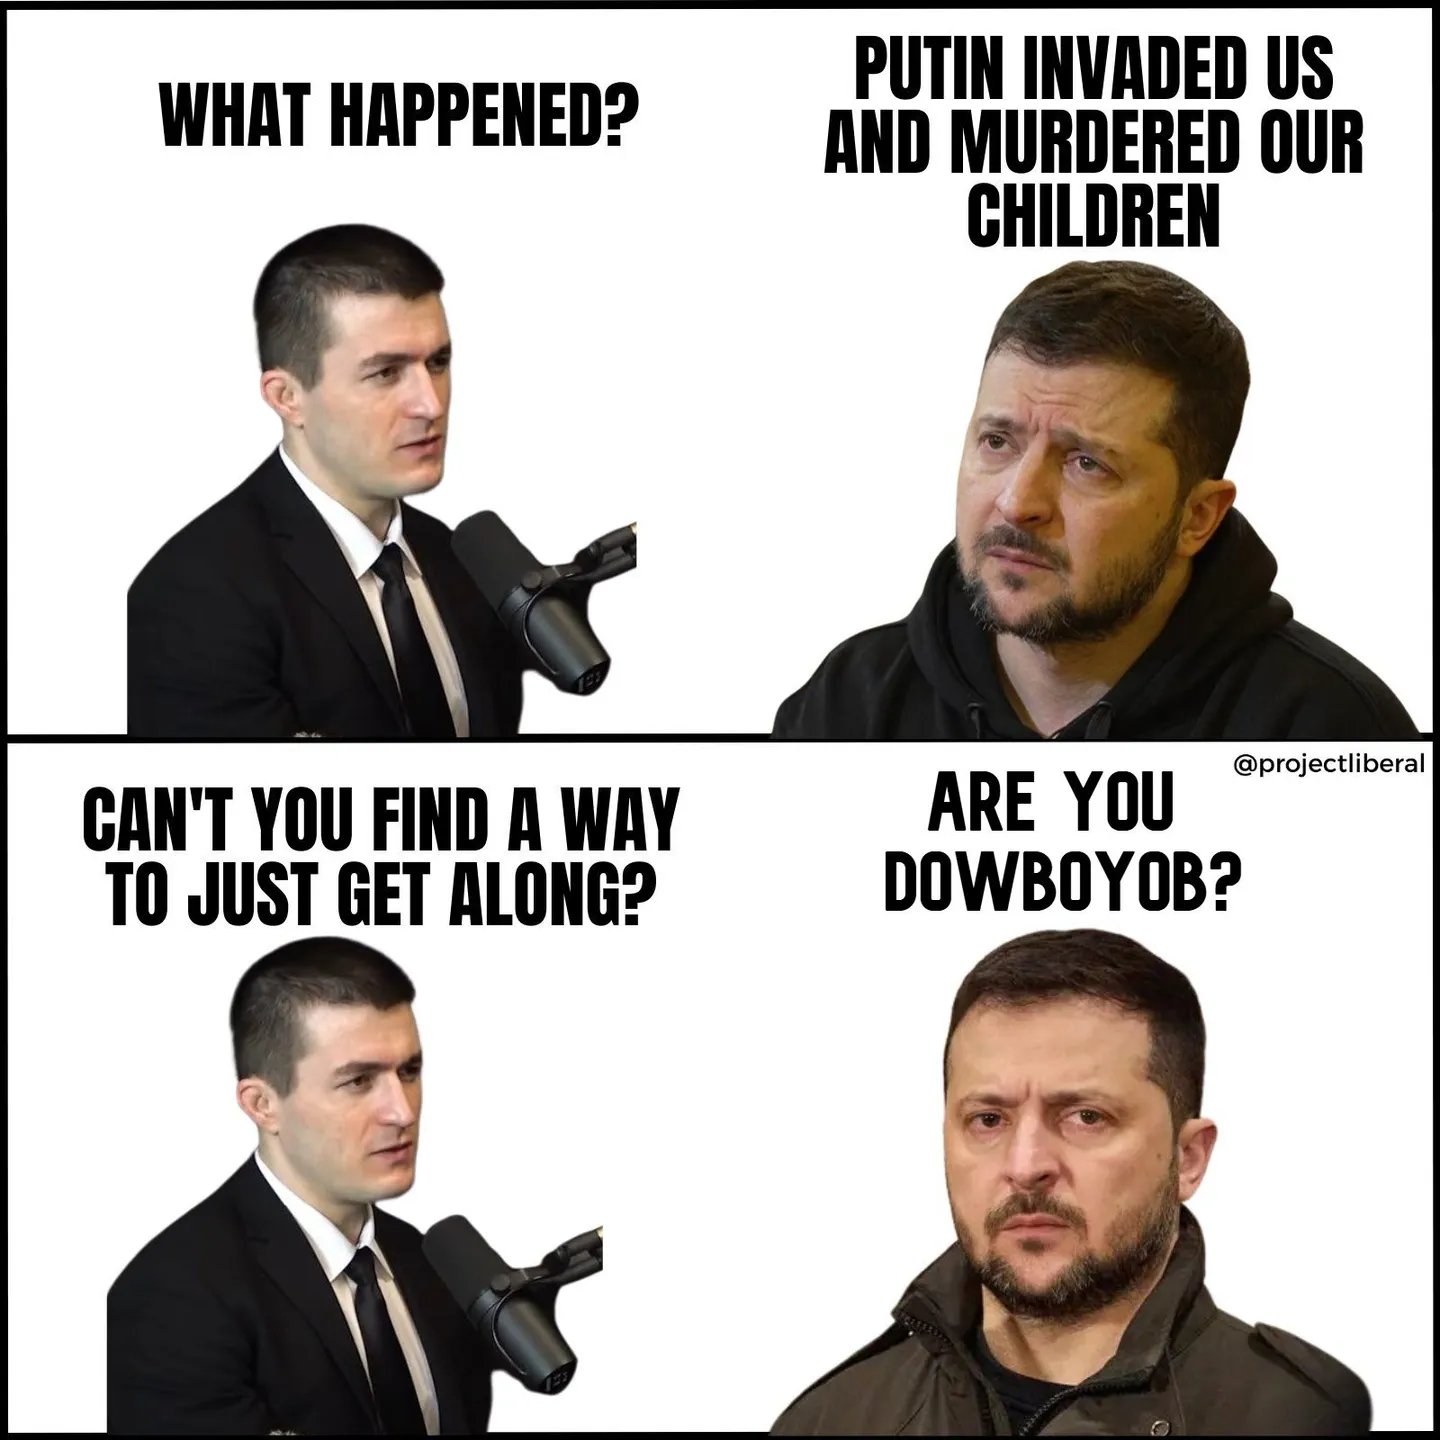 WHAT HAPPENED?
PUTIN INVADED US
AND MURDERED OUR
CHILDREN
CAN'T YOU FIND A WAY
TO JUST GET ALONG?
@projectliberal
ARE YOU
DOWBOYOB?